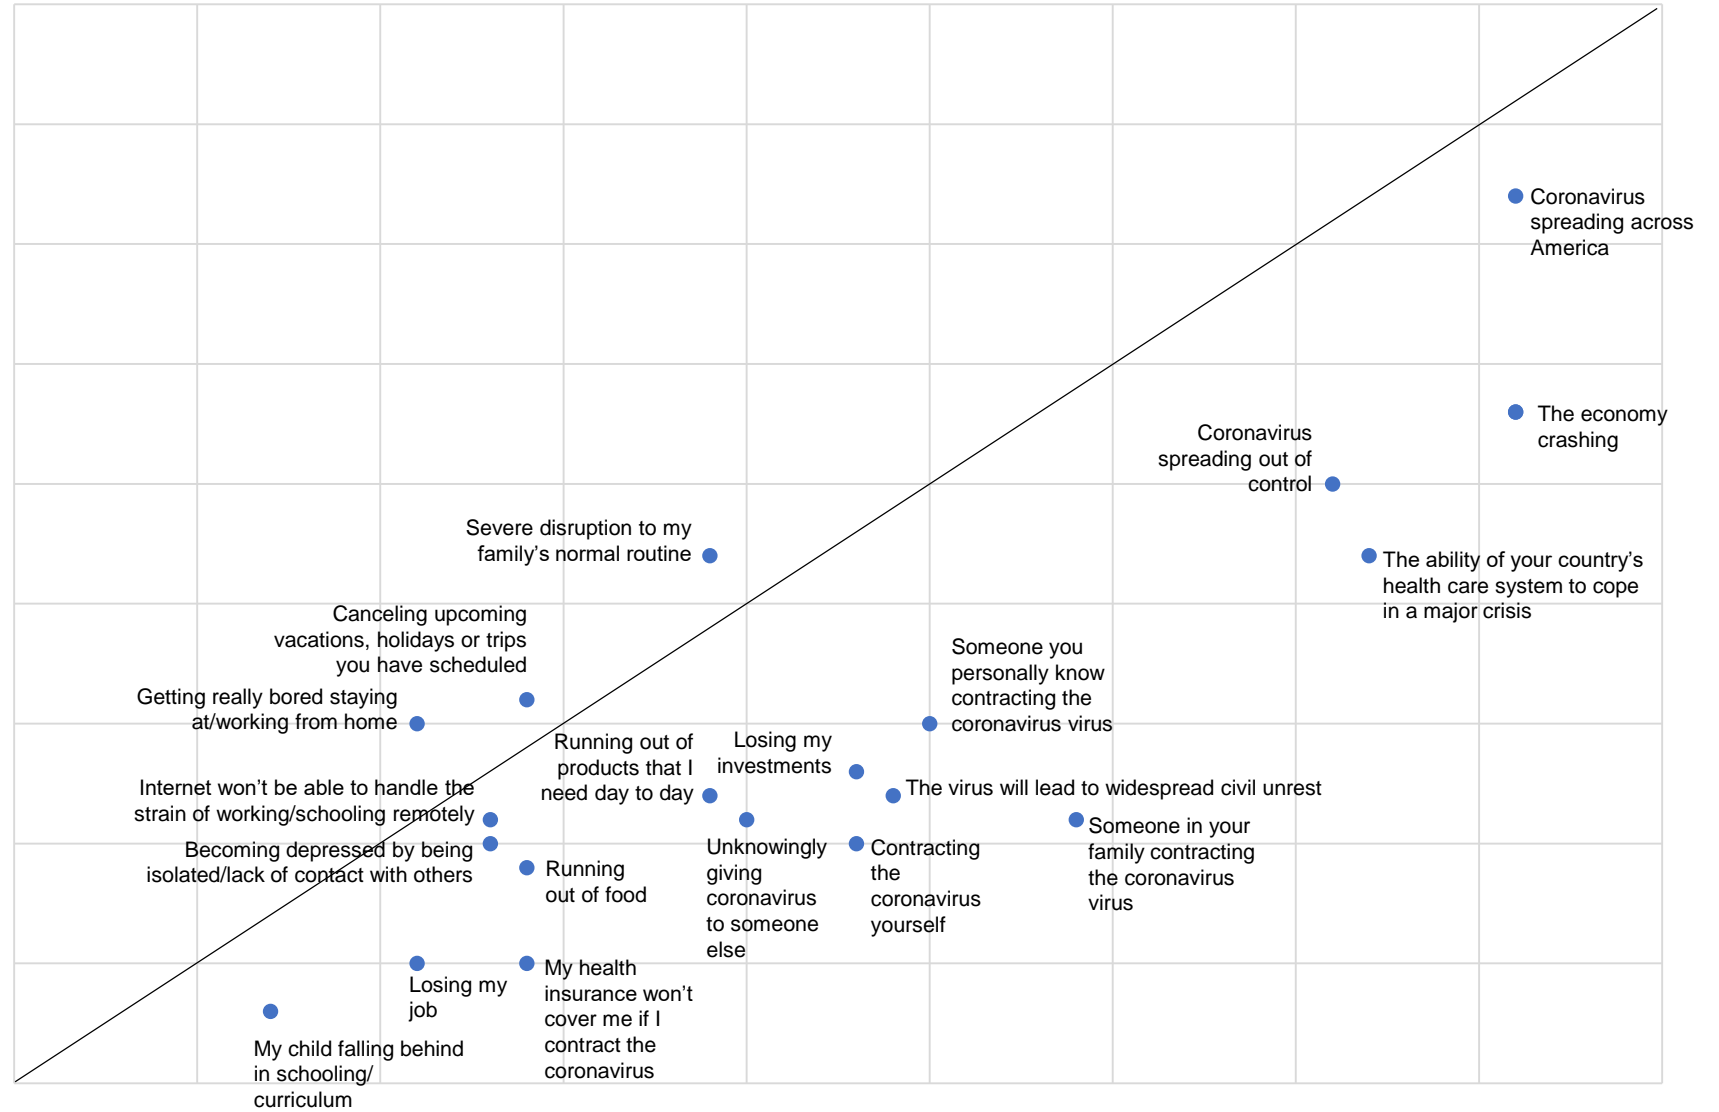 Coronavirus
spreading across
America
The economy
crashing
Coronavirus
spreading out of
control
Severe disruption to my
family’s normal routine
The ability of your country’s
health care system to cope
in a major crisis
Canceling upcoming
vacations, holidays or trips
you have scheduled
Someone you
personally know
contracting the
coronavirus virus
Getting really bored staying
at/working from home
Running out of
products that I
need day to day
Losing my
investments
Internet won’t be able to handle the
strain of working/schooling remotely
The virus will lead to widespread civil unrest
Someone in your
family contracting
the coronavirus
virus
Becoming depressed by being
isolated/lack of contact with others
Unknowingly
giving
coronavirus
to someone
else
Contracting
the
coronavirus
yourself
Running
out of food
My health
insurance won’t
cover me if I
contract the
coronavirus
Losing my
job
My child falling behind
in schooling/
curriculum